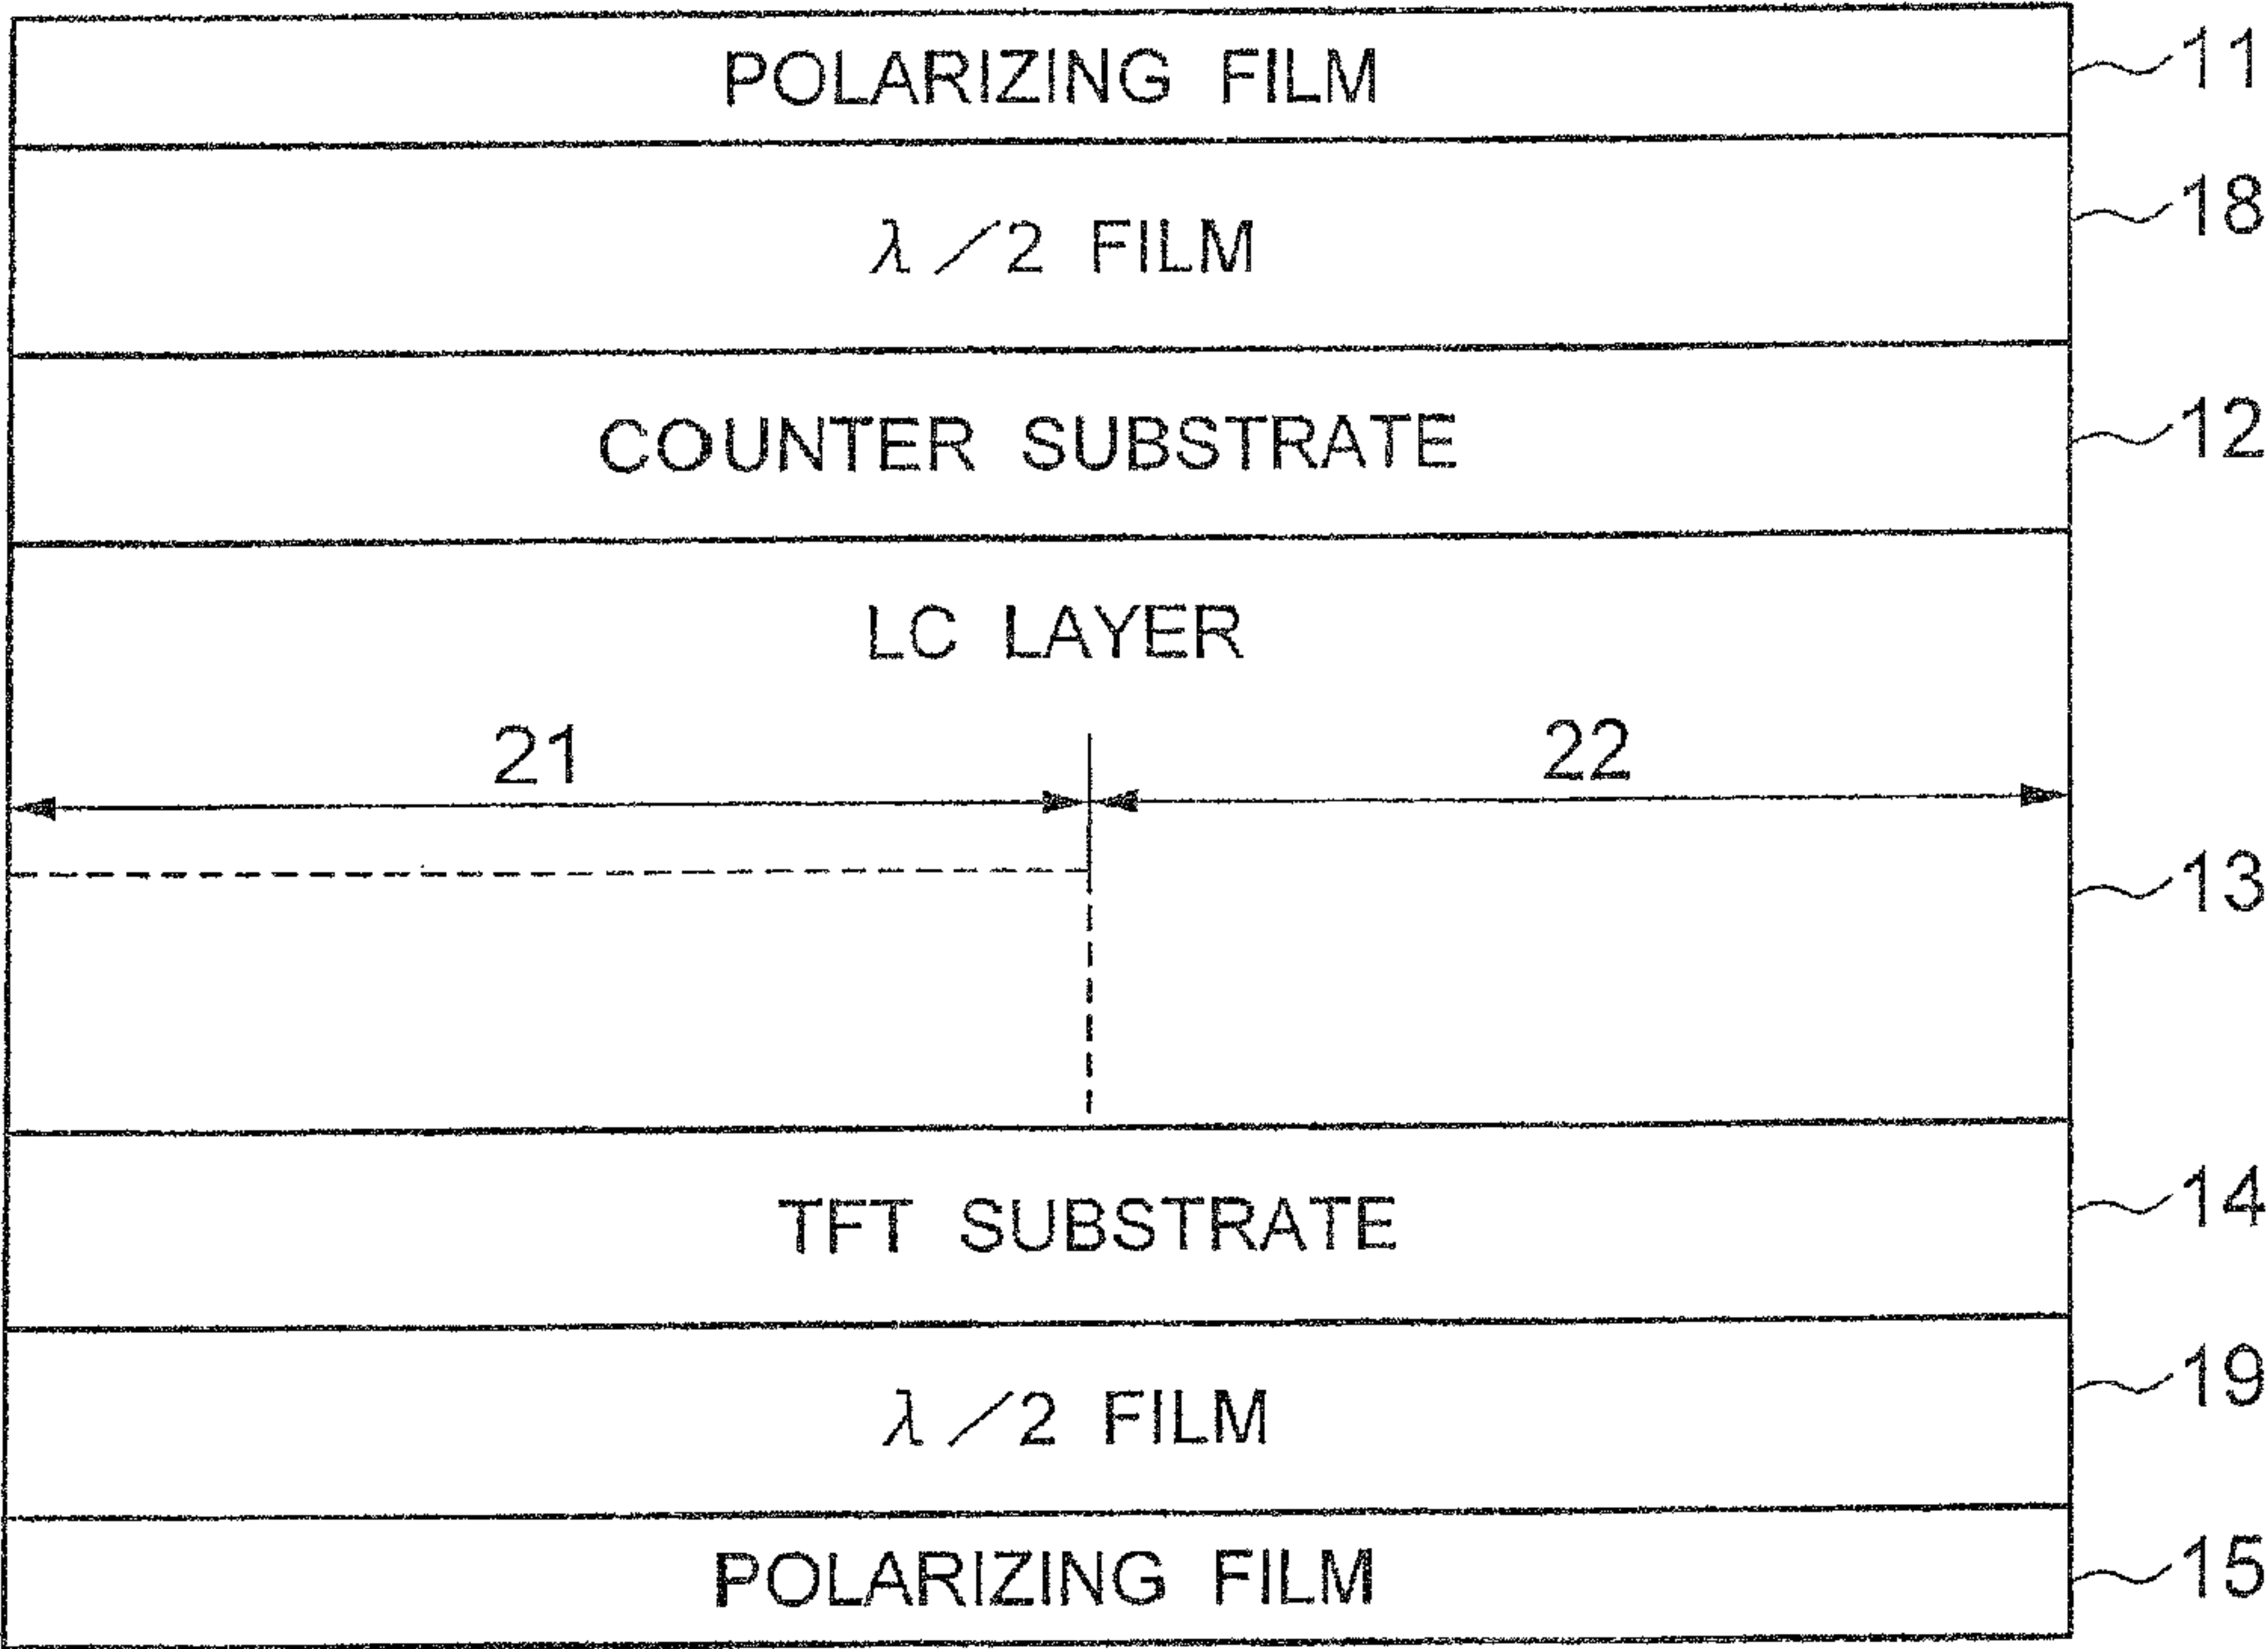 POLARIZING FILM 11
λ/2 FILM 18
COUNTER SUBSTRATE 12
LC LAYER
21 22
13
TFT SUBSTRATE 14
λ/2 FILM 19
POLARIZING FILM 15